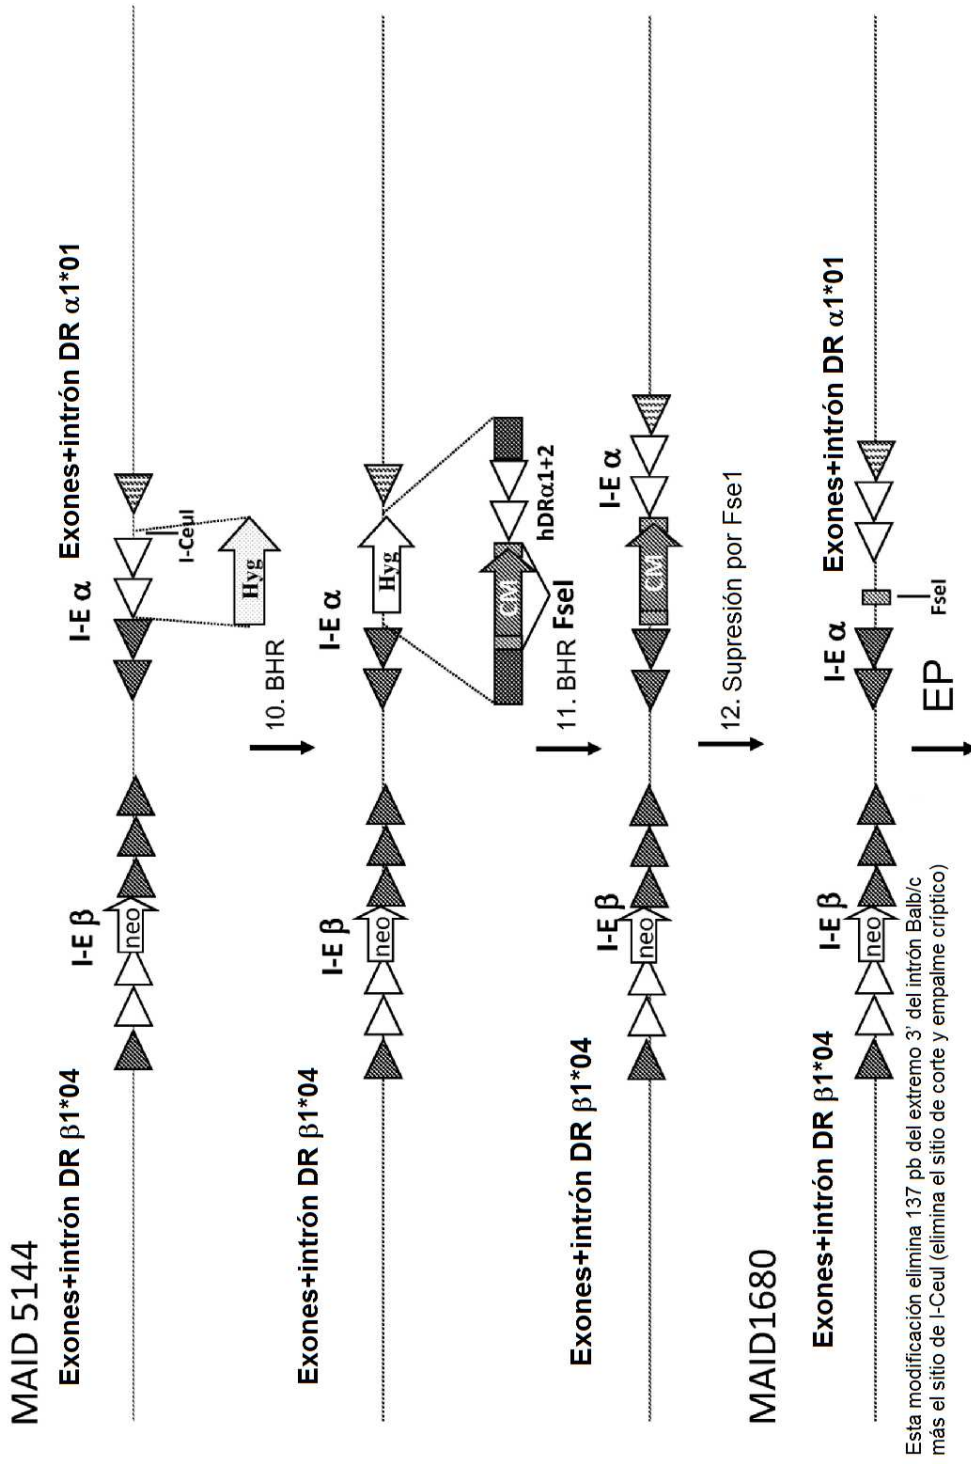 MAID 5144
Exones+intrón DR β1*04
I-E β
neo
I-E α
Exones+intrón DR α1*01
I-CeuI
Hyg
10. BHR
Exones+intrón DR β1*04
I-E β
neo
I-E α
Hyg
CM
hDRα1+2
FseI
11. BHR
Exones+intrón DR β1*04
I-E β
neo
CM
I-E α
12. Supresión por Fse1
MAID1680
Exones+intrón DR β1*04
I-E β
neo
I-E α
Exones+intrón DR α1*01
FseI
EP
Esta modificación elimina 137 pb del extremo 3' del intrón Balb/c
más el sitio de I-CeuI (elimina el sitio de corte y empalme críptico)